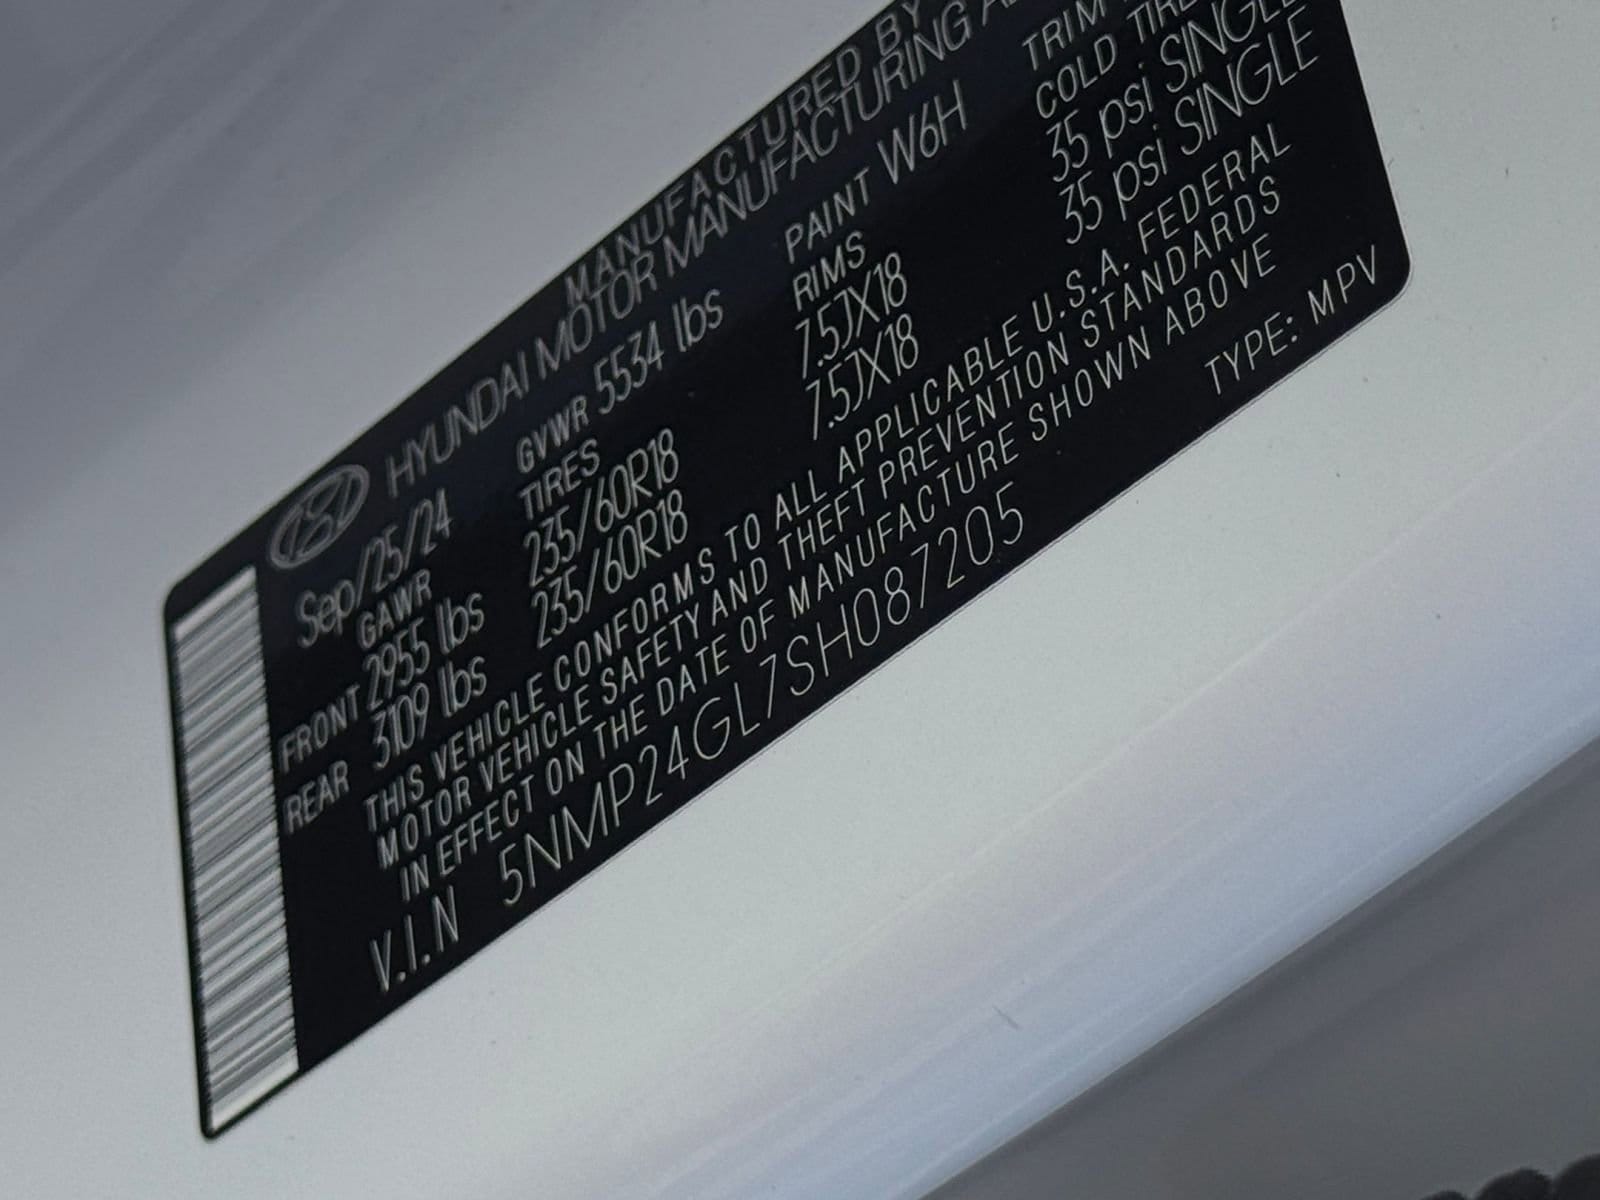 MANUFACTURED BY
HYUNDAI MOTOR MANUFACTURING
Sep/25/24 GVWR 5534 lbs PAINT W6H TRIM
GAWR TIRES RIMS COLD
FRONT 2955 lbs 235/60R18 7.5JX18 35 psi SINGLE
REAR 3109 lbs 235/60R18 7.5JX18 35 psi SINGLE
THIS VEHICLE CONFORMS TO ALL APPLICABLE U.S.A. FEDERAL
MOTOR VEHICLE SAFETY AND THEFT PREVENTION STANDARDS
IN EFFECT ON THE DATE OF MANUFACTURE SHOWN ABOVE
V.I.N 5NMP24GL7SH087205 TYPE: MPV